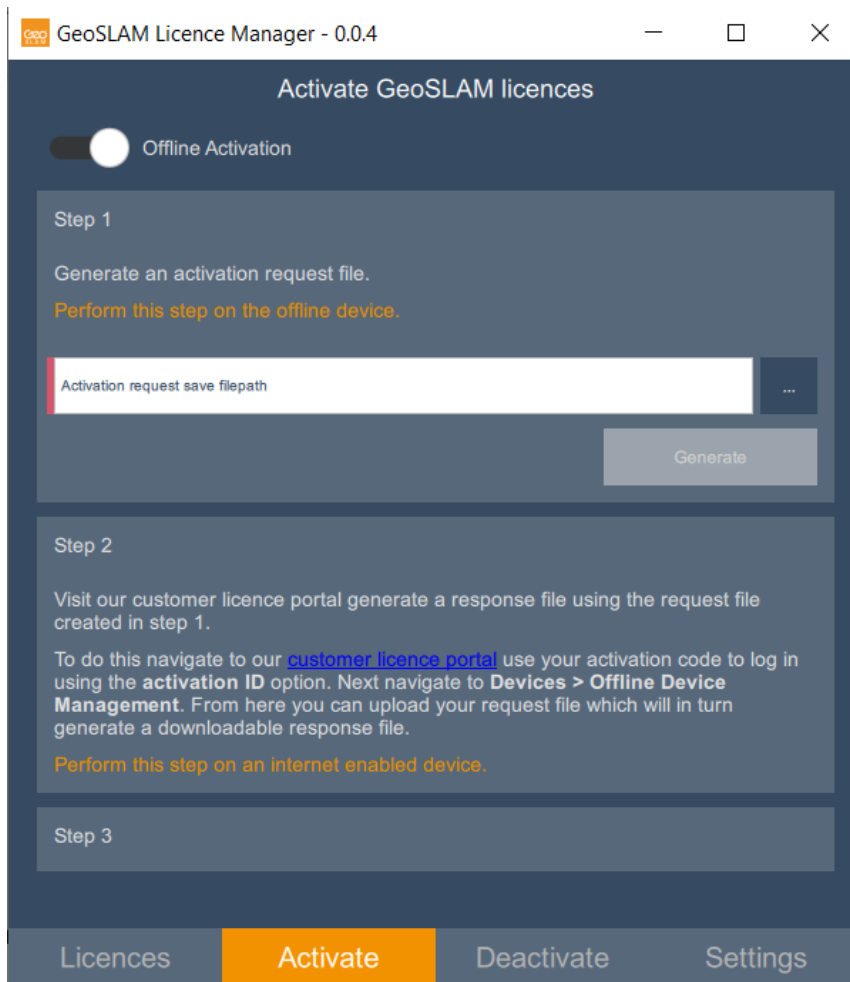 Geo
SLAM
GeoSLAM Licence Manager - 0.0.4
Activate GeoSLAM licences
Offline Activation
Step 1
Generate an activation request file.
Perform this step on the offline device.
Activation request save filepath
...
Generate
Step 2
Visit our customer licence portal generate a response file using the request file
created in step 1.
To do this navigate to our customer licence portal use your activation code to log in
using the activation ID option. Next navigate to Devices > Offline Device
Management. From here you can upload your request file which will in turn
generate a downloadable response file.
Perform this step on an internet enabled device.
Step 3
Licences Activate Deactivate Settings